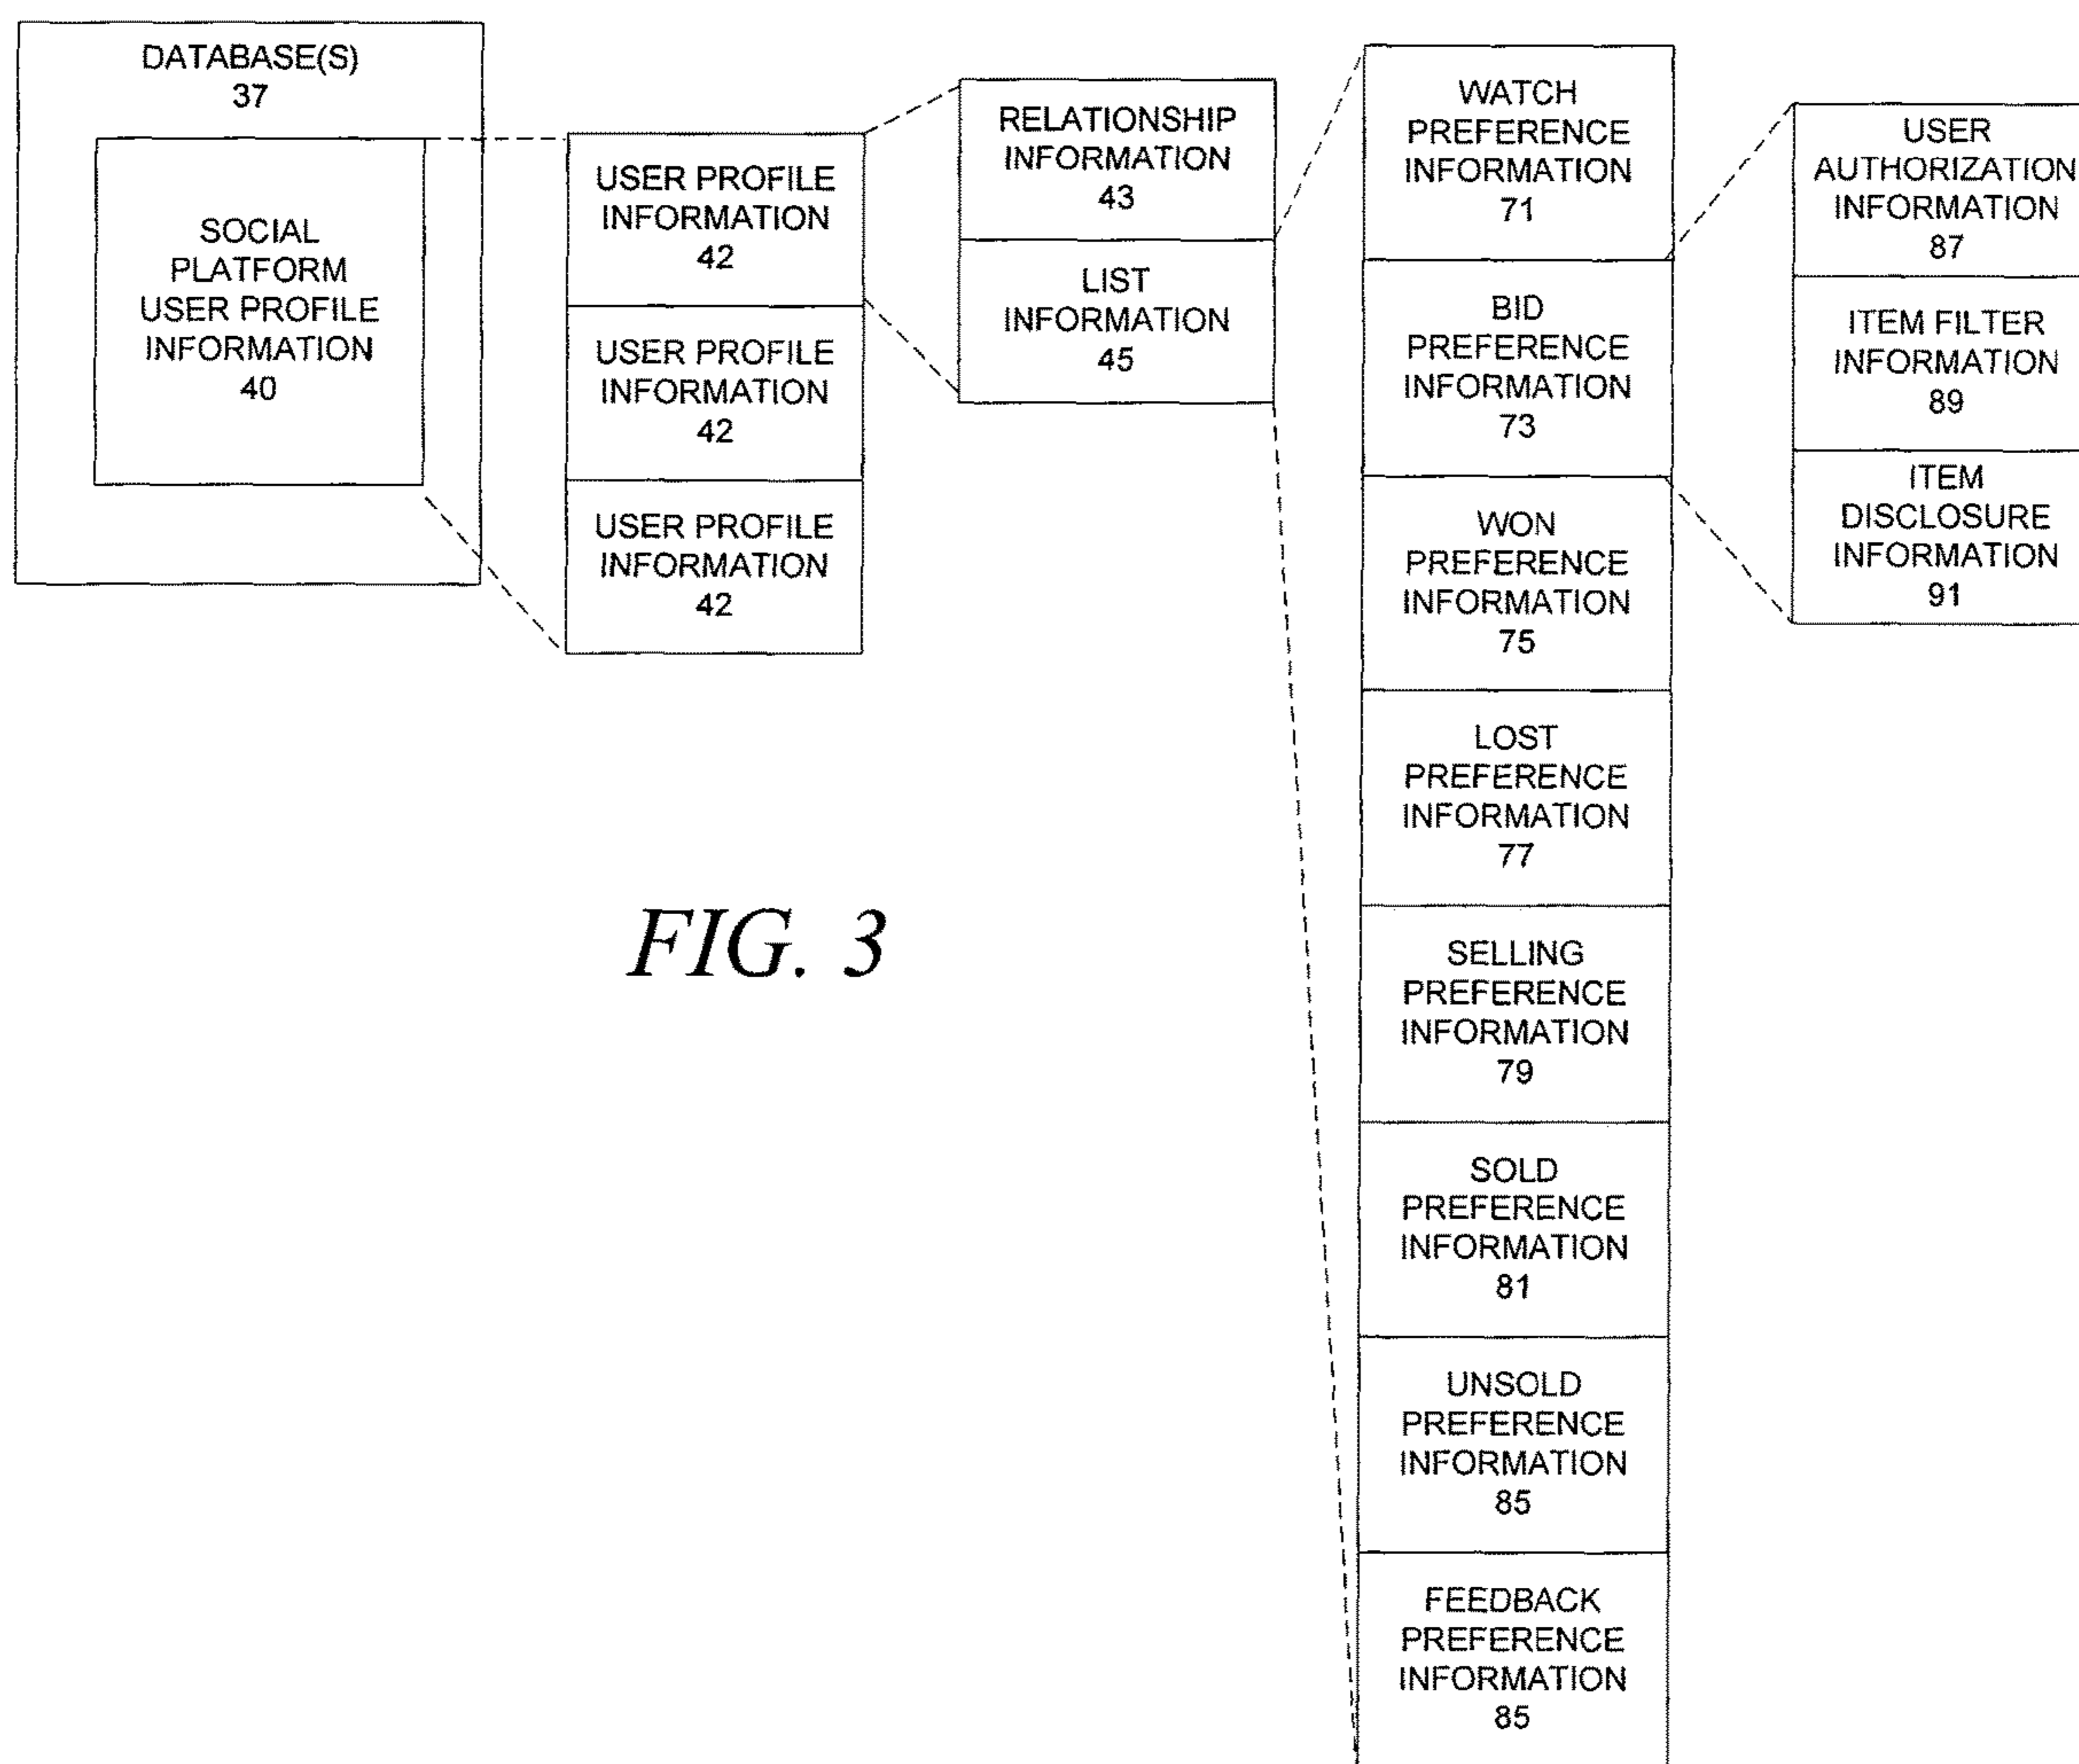 DATABASE(S)
37
SOCIAL
PLATFORM
USER PROFILE
INFORMATION
40
USER PROFILE
INFORMATION
42
USER PROFILE
INFORMATION
42
USER PROFILE
INFORMATION
42
RELATIONSHIP
INFORMATION
43
LIST
INFORMATION
45
WATCH
PREFERENCE
INFORMATION
71
BID
PREFERENCE
INFORMATION
73
WON
PREFERENCE
INFORMATION
75
LOST
PREFERENCE
INFORMATION
77
SELLING
PREFERENCE
INFORMATION
79
SOLD
PREFERENCE
INFORMATION
81
UNSOLD
PREFERENCE
INFORMATION
85
FEEDBACK
PREFERENCE
INFORMATION
85
USER
AUTHORIZATION
INFORMATION
87
ITEM FILTER
INFORMATION
89
ITEM
DISCLOSURE
INFORMATION
91
FIG. 3